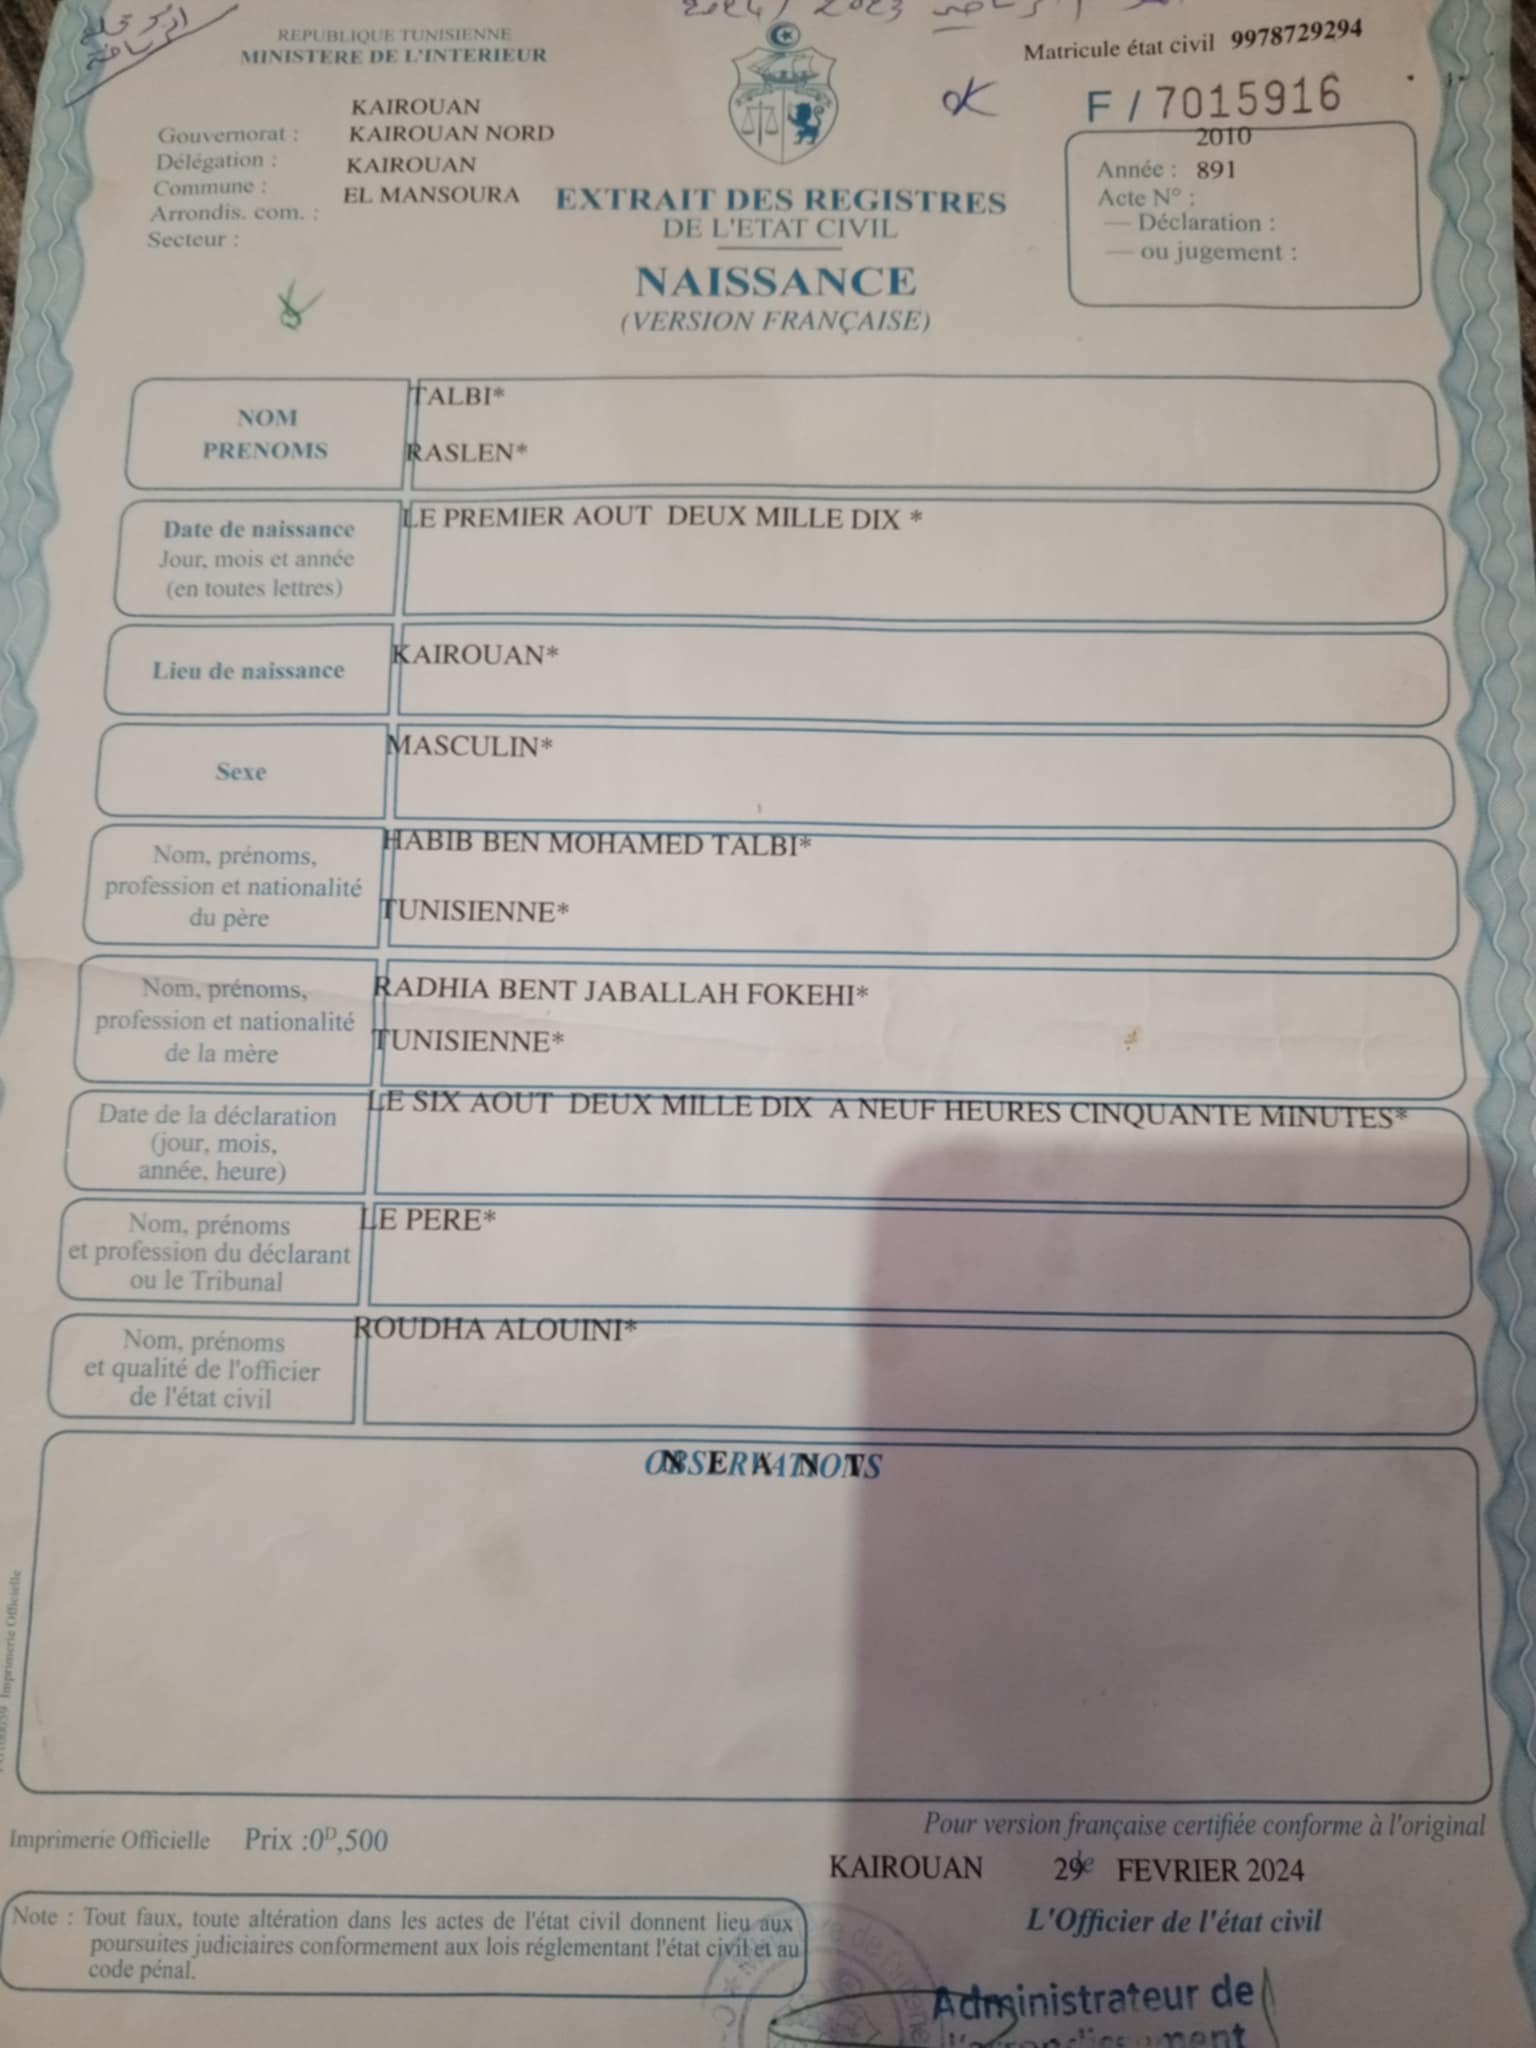 REPUBLIQUE TUNISIENNE
MINISTERE DE L'INTERIEUR
2024 / 2023
Matricule état civil 9978729294
F / 7015916
KAIROUAN
Gouvernorat : KAIROUAN NORD
Délégation : KAIROUAN
Commune : EL MANSOURA
Arrondis. com. :
Secteur :
2010
Année : 891
Acte N° :
— Déclaration :
— ou jugement :
EXTRAIT DES REGISTRES
DE L'ETAT CIVIL
NAISSANCE
(VERSION FRANÇAISE)
NOM TALBI*
PRENOMS RASLEN*
Date de naissance LE PREMIER AOUT DEUX MILLE DIX *
Jour, mois et année
(en toutes lettres)
Lieu de naissance KAIROUAN*
Sexe MASCULIN*
Nom, prénoms, HABIB BEN MOHAMED TALBI*
profession et nationalité
du père TUNISIENNE*
Nom, prénoms, RADHIA BENT JABALLAH FOKEHI*
profession et nationalité
de la mère TUNISIENNE*
Date de la déclaration LE SIX AOUT DEUX MILLE DIX A NEUF HEURES CINQUANTE MINUTES*
(jour, mois,
année, heure)
Nom, prénoms LE PERE*
et profession du déclarant
ou le Tribunal
Nom, prénoms ROUDHA ALOUINI*
et qualité de l'officier
de l'état civil
OBSERVATIONS
N E A N T
Imprimerie Officielle
Imprimerie Officielle Prix :0D,500
Pour version française certifiée conforme à l'original
KAIROUAN 29 le FEVRIER 2024
L'Officier de l'état civil
Note : Tout faux, toute altération dans les actes de l'état civil donnent lieu aux
poursuites judiciaires conformement aux lois réglementant l'état civil et au
code pénal.
Administrateur de
l'arrondissement